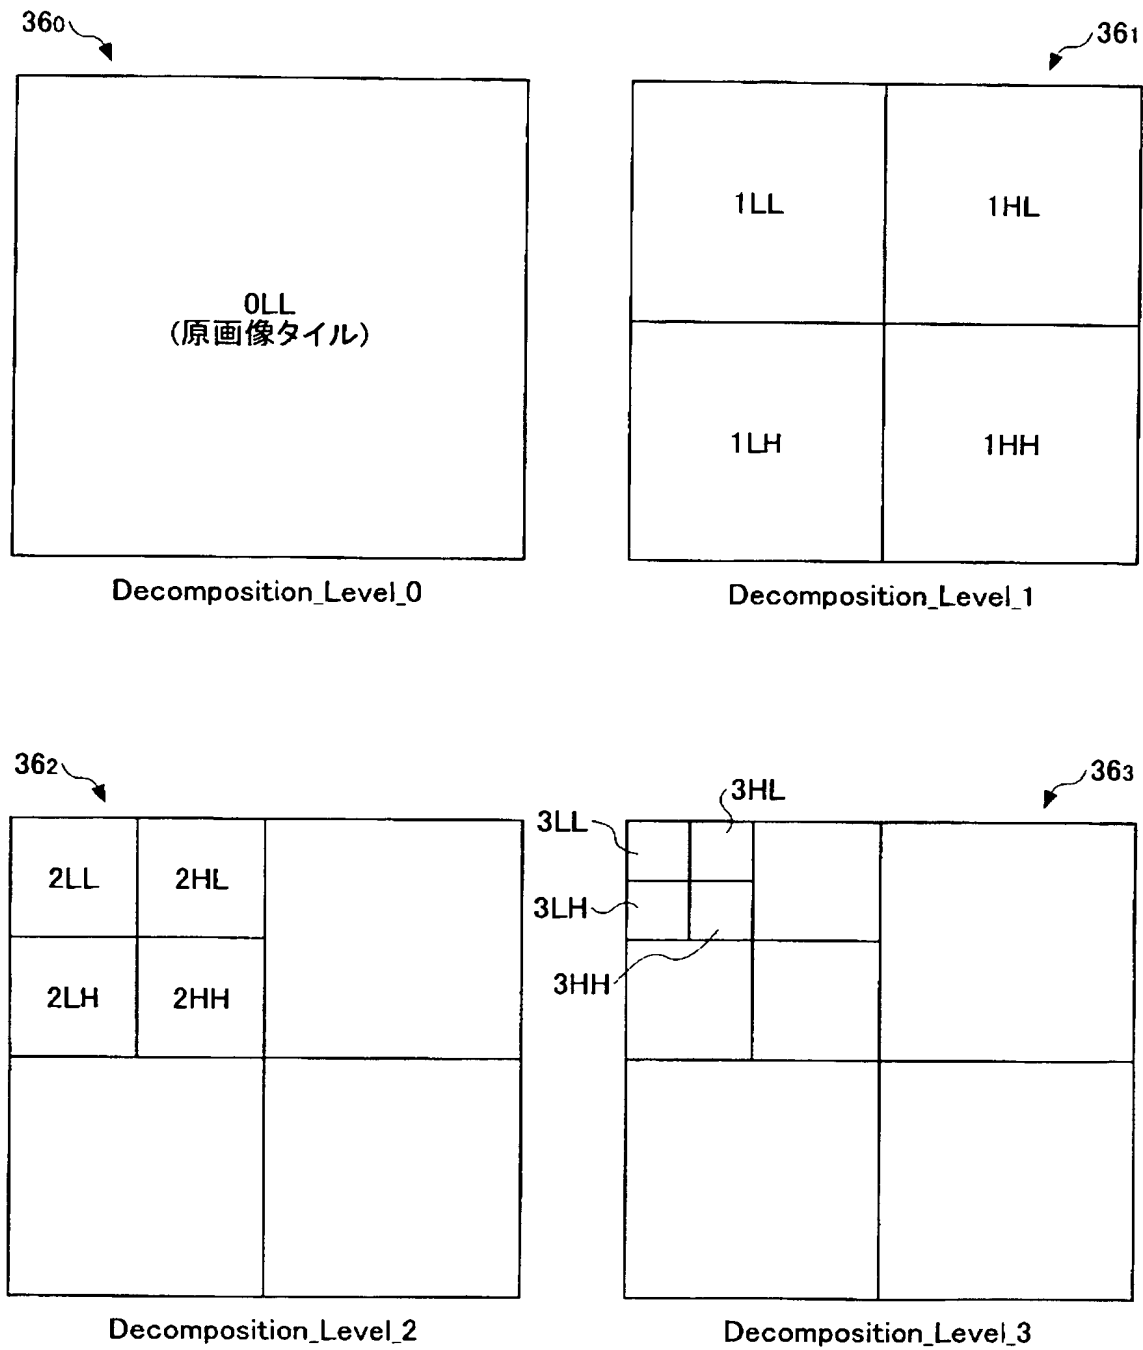 36₀
36₁
0LL
(原画像タイル)
1LL
1HL
1LH
1HH
Decomposition_Level_0
Decomposition_Level_1
36₂
36₃
3HL
3LL
2LL
2HL
3LH
3HH
2LH
2HH
Decomposition_Level_2
Decomposition_Level_3